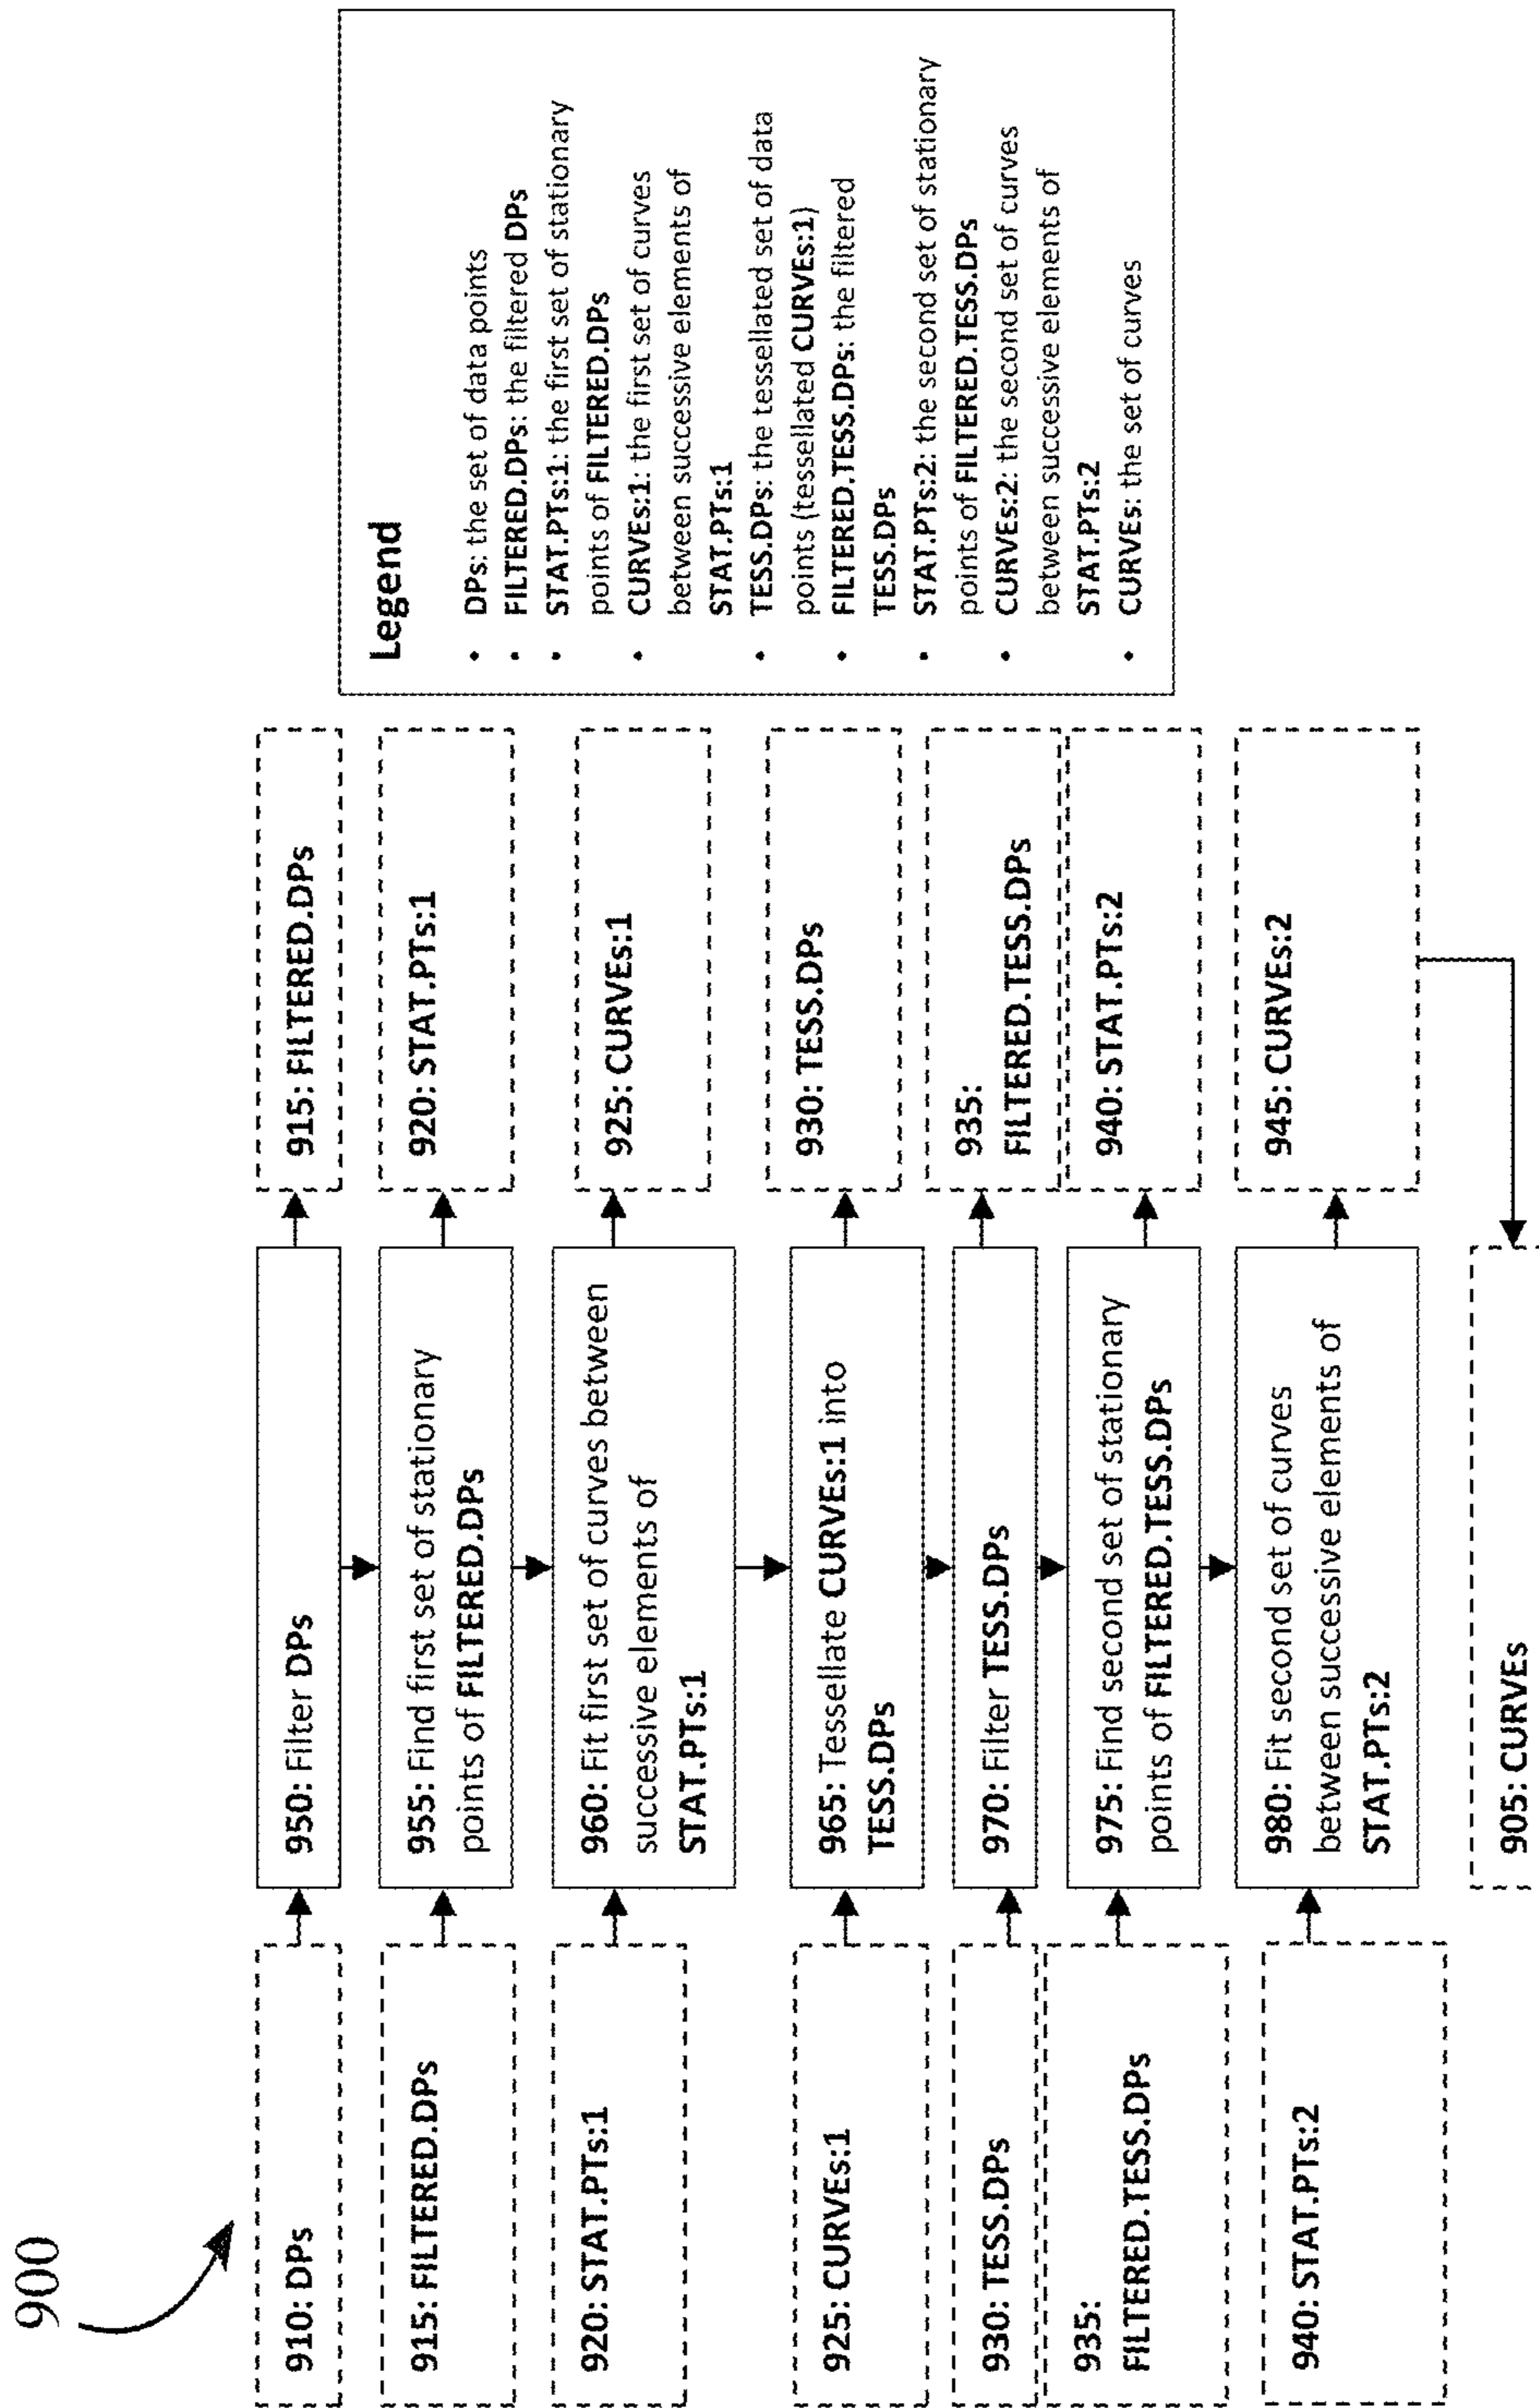 900
910: DPs
950: Filter DPs
915: FILTERED.DPs
915: FILTERED.DPs
955: Find first set of stationary
points of FILTERED.DPs
920: STAT.PTs:1
920: STAT.PTs:1
960: Fit first set of curves between
successive elements of
STAT.PTs:1
925: CURVEs:1
925: CURVEs:1
965: Tessellate CURVEs:1 into
TESS.DPs
930: TESS.DPs
930: TESS.DPs
970: Filter TESS.DPs
935:
FILTERED.TESS.DPs
935:
FILTERED.TESS.DPs
975: Find second set of stationary
points of FILTERED.TESS.DPs
940: STAT.PTs:2
940: STAT.PTs:2
980: Fit second set of curves
between successive elements of
STAT.PTs:2
945: CURVEs:2
905: CURVEs
Legend
• DPs: the set of data points
• FILTERED.DPs: the filtered DPs
• STAT.PTs:1: the first set of stationary
points of FILTERED.DPs
• CURVEs:1: the first set of curves
between successive elements of
STAT.PTs:1
• TESS.DPs: the tessellated set of data
points (tessellated CURVEs:1)
• FILTERED.TESS.DPs: the filtered
TESS.DPs
• STAT.PTs:2: the second set of stationary
points of FILTERED.TESS.DPs
• CURVEs:2: the second set of curves
between successive elements of
STAT.PTs:2
• CURVEs: the set of curves